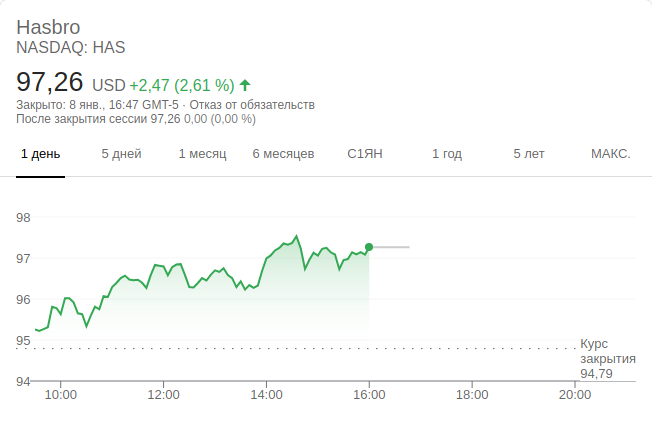 Hasbro
NASDAQ: HAS
97,26 USD +2,47 (2,61 %)
Закрыто: 8 янв., 16:47 GMT-5 · Отказ от обязательств
После закрытия сессии 97,26 0,00 (0,00 %)
1 день 5 дней 1 месяц 6 месяцев С1ЯН 1 год 5 лет МАКС.
98
97
96
95
Курс
закрытия
94,79
94
10:00 12:00 14:00 16:00 18:00 20:00